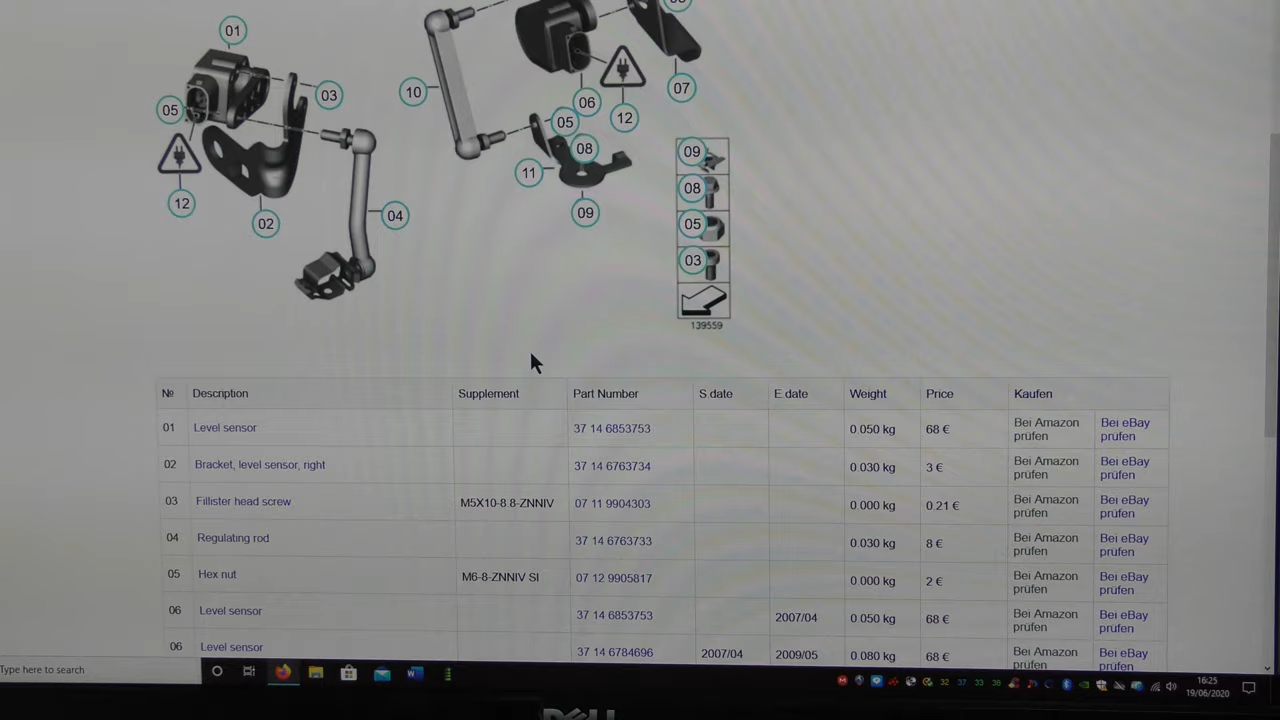 01
03
05
12
02
04
10
06
12
07
05
08
11
09
09
08
05
03
139559
№ Description Supplement Part Number S.date E.date Weight Price Kaufen
01 Level sensor 37 14 6853753 0.050 kg 68 € Bei Amazon prüfen Bei eBay prüfen
02 Bracket, level sensor, right 37 14 6763734 0.030 kg 3 € Bei Amazon prüfen Bei eBay prüfen
03 Fillister head screw M5X10-8 8-ZNNIV 07 11 9904303 0.000 kg 0.21 € Bei Amazon prüfen Bei eBay prüfen
04 Regulating rod 37 14 6763733 0.030 kg 8 € Bei Amazon prüfen Bei eBay prüfen
05 Hex nut M6-8-ZNNIV SI 07 12 9905817 0.000 kg 2 € Bei Amazon prüfen Bei eBay prüfen
06 Level sensor 37 14 6853753 2007/04 0.050 kg 68 € Bei Amazon prüfen Bei eBay prüfen
06 Level sensor 37 14 6784696 2007/04 2009/05 0.080 kg 68 € Bei Amazon prüfen Bei eBay prüfen
Type here to search
32 37 33 38
16:25
19/06/2020
DELL